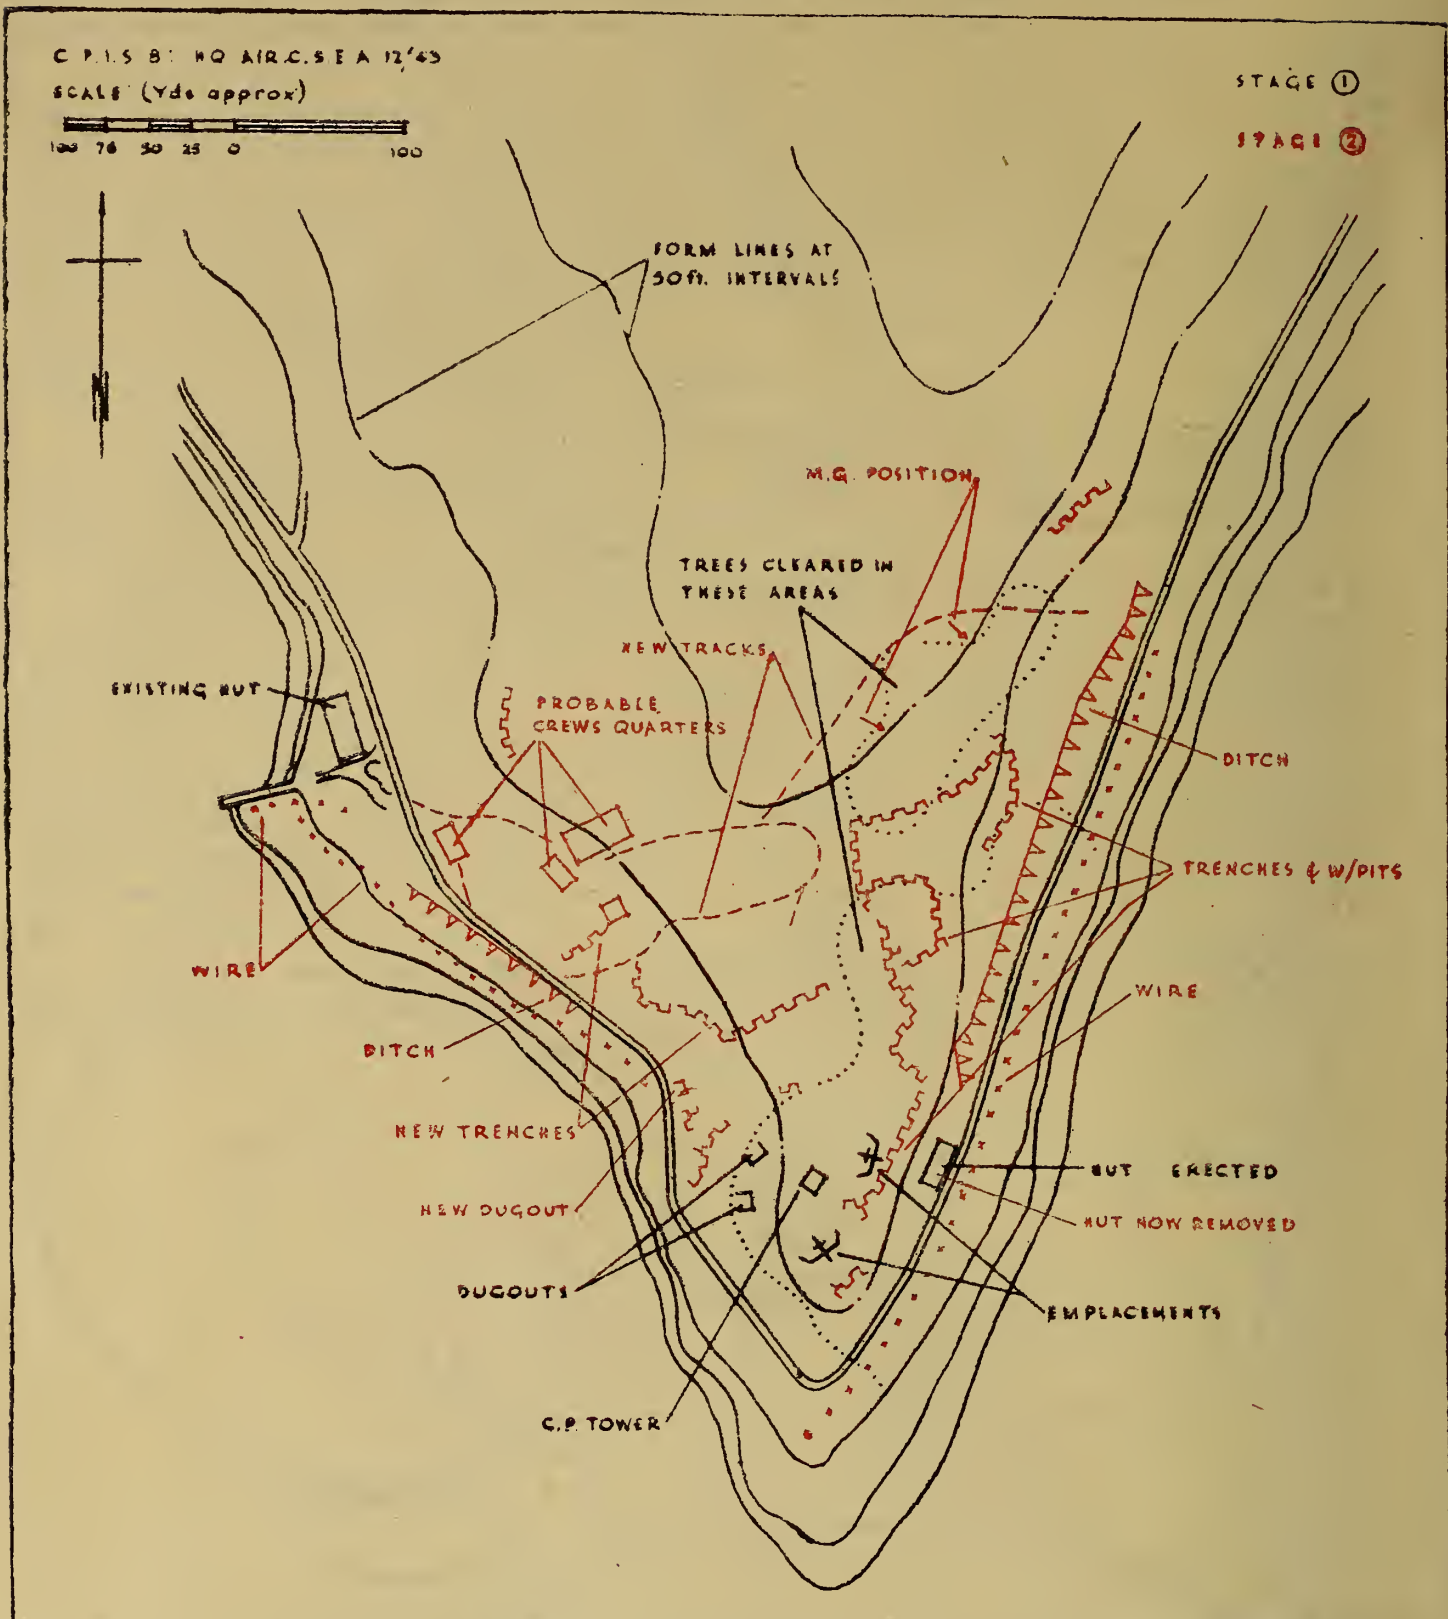 C.P.I.S B: HQ AIR.C.S.E A 12/43
SCALE (Yds approx)
100 75 50 25 0 100
STAGE 1
STAGE 2
N
FORM LINES AT
50ft. INTERVALS
M.G. POSITION
TREES CLEARED IN
THESE AREAS
NEW TRACKS
EXISTING HUT
PROBABLE
CREWS QUARTERS
DITCH
TRENCHES & W/PITS
WIRE
WIRE
DITCH
NEW TRENCHES
HUT ERECTED
NEW DUGOUT
HUT NOW REMOVED
DUGOUTS
EMPLACEMENTS
C.P. TOWER